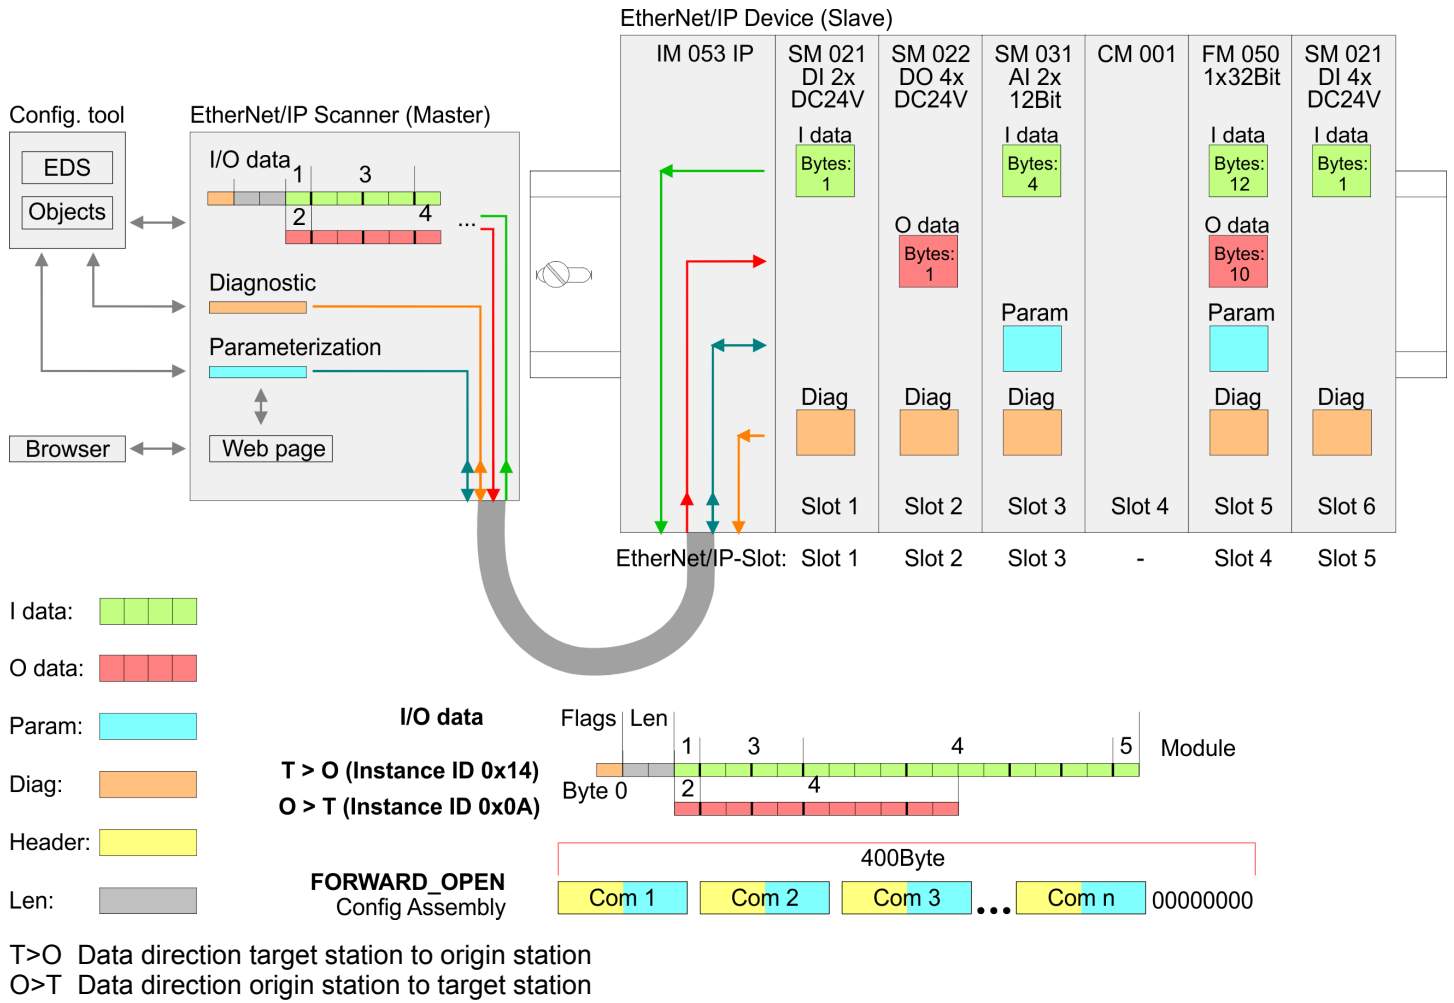 EtherNet/IP Device (Slave)
IM 053 IP
SM 021
DI 2x
DC24V
SM 022
DO 4x
DC24V
SM 031
AI 2x
12Bit
CM 001
FM 050
1x32Bit
SM 021
DI 4x
DC24V
Config. tool
EDS
Objects
EtherNet/IP Scanner (Master)
I/O data
1 3
2 4 ...
Diagnostic
Parameterization
Web page
Browser
I data
Bytes:
1
I data
Bytes:
4
I data
Bytes:
12
I data
Bytes:
1
O data
Bytes:
1
O data
Bytes:
10
Param
Param
Diag
Diag
Diag
Diag
Diag
Slot 1 Slot 2 Slot 3 Slot 4 Slot 5 Slot 6
EtherNet/IP-Slot: Slot 1 Slot 2 Slot 3 - Slot 4 Slot 5
I data:
O data:
Param:
Diag:
Header:
Len:
I/O data Flags Len
1 3 4 5 Module
T > O (Instance ID 0x14)
Byte 0 2 4
O > T (Instance ID 0x0A)
400Byte
FORWARD_OPEN
Config Assembly
Com 1 Com 2 Com 3 ... Com n 00000000
T>O Data direction target station to origin station
O>T Data direction origin station to target station